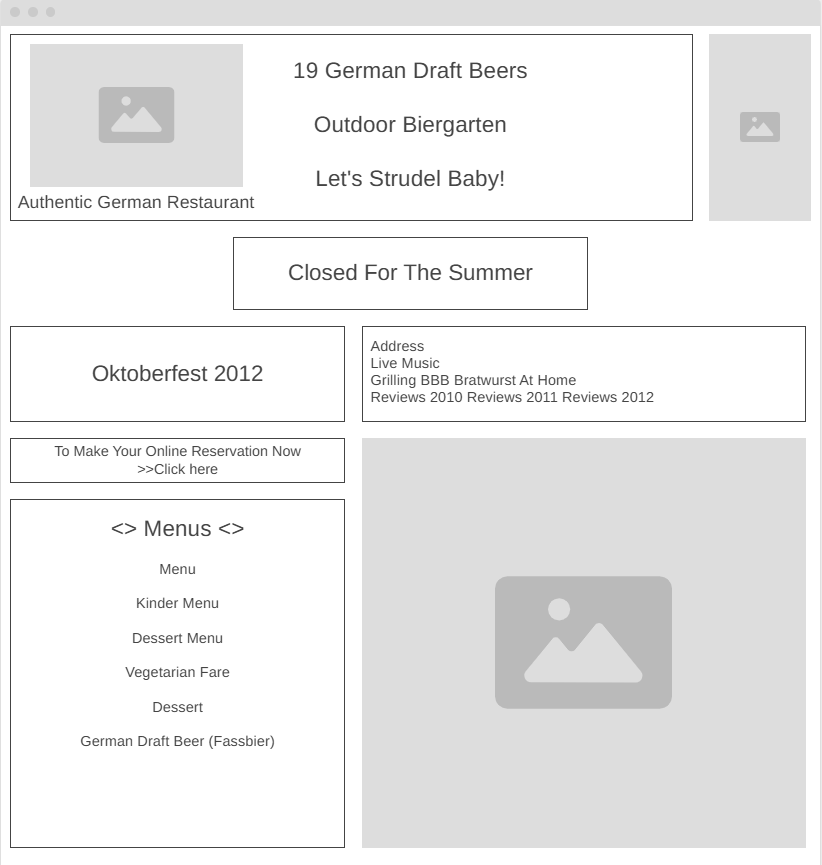 19 German Draft Beers
Outdoor Biergarten
Let's Strudel Baby!
Authentic German Restaurant
Closed For The Summer
Oktoberfest 2012
Address
Live Music
Grilling BBB Bratwurst At Home
Reviews 2010 Reviews 2011 Reviews 2012
To Make Your Online Reservation Now
>>Click here
<> Menus <>
Menu
Kinder Menu
Dessert Menu
Vegetarian Fare
Dessert
German Draft Beer (Fassbier)